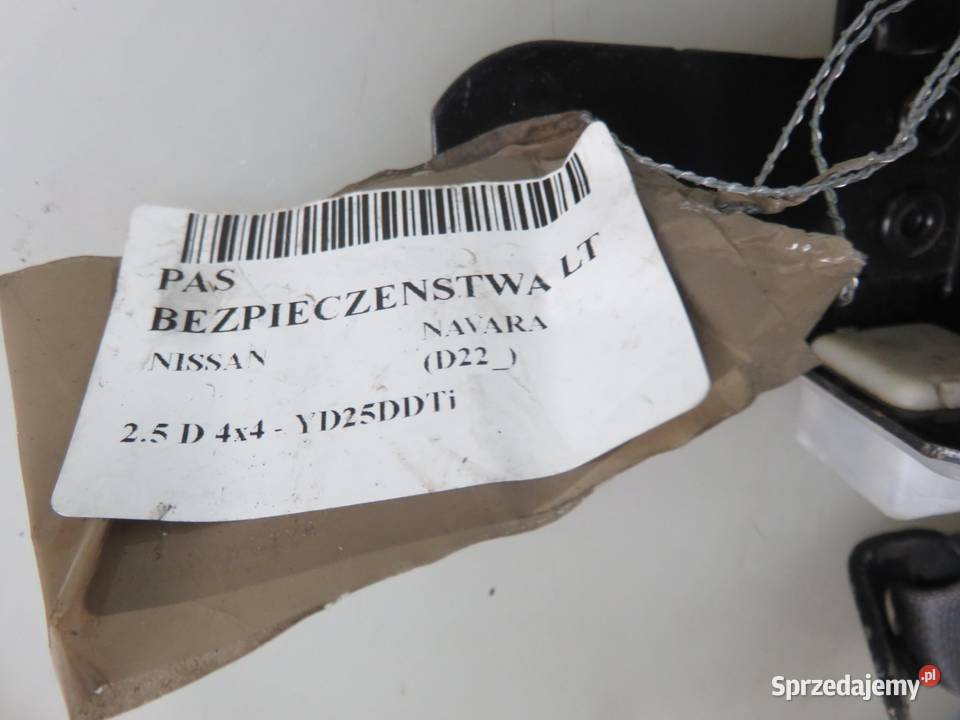 PAS
BEZPIECZENSTWA LT
NISSAN NAVARA
(D22_)
2.5 D 4x4 - YD25DDTi
Sprzedajemy.pl